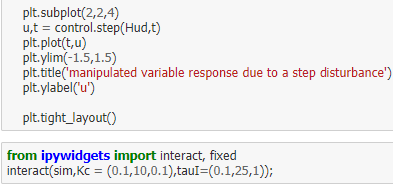 plt.subplot(2,2,4)
u,t = control.step(Hud,t)
plt.plot(t,u)
plt.ylim(-1.5,1.5)
plt.title('manipulated variable response due to a step disturbance')
plt.ylabel('u')
plt.tight_layout()
from ipywidgets import interact, fixed
interact(sim,Kc = (0.1,10,0.1),tauI=(0.1,25,1));